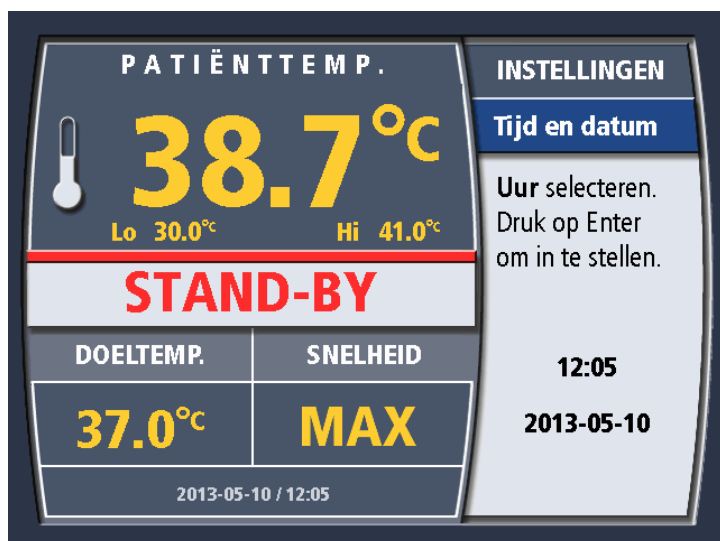 PATIËNTTEMP.
38.7°C
Lo 30.0°C Hi 41.0°C
STAND-BY
DOELTEMP. SNELHEID
37.0°C MAX
2013-05-10 / 12:05
INSTELLINGEN
Tijd en datum
Uur selecteren.
Druk op Enter
om in te stellen.
12:05
2013-05-10